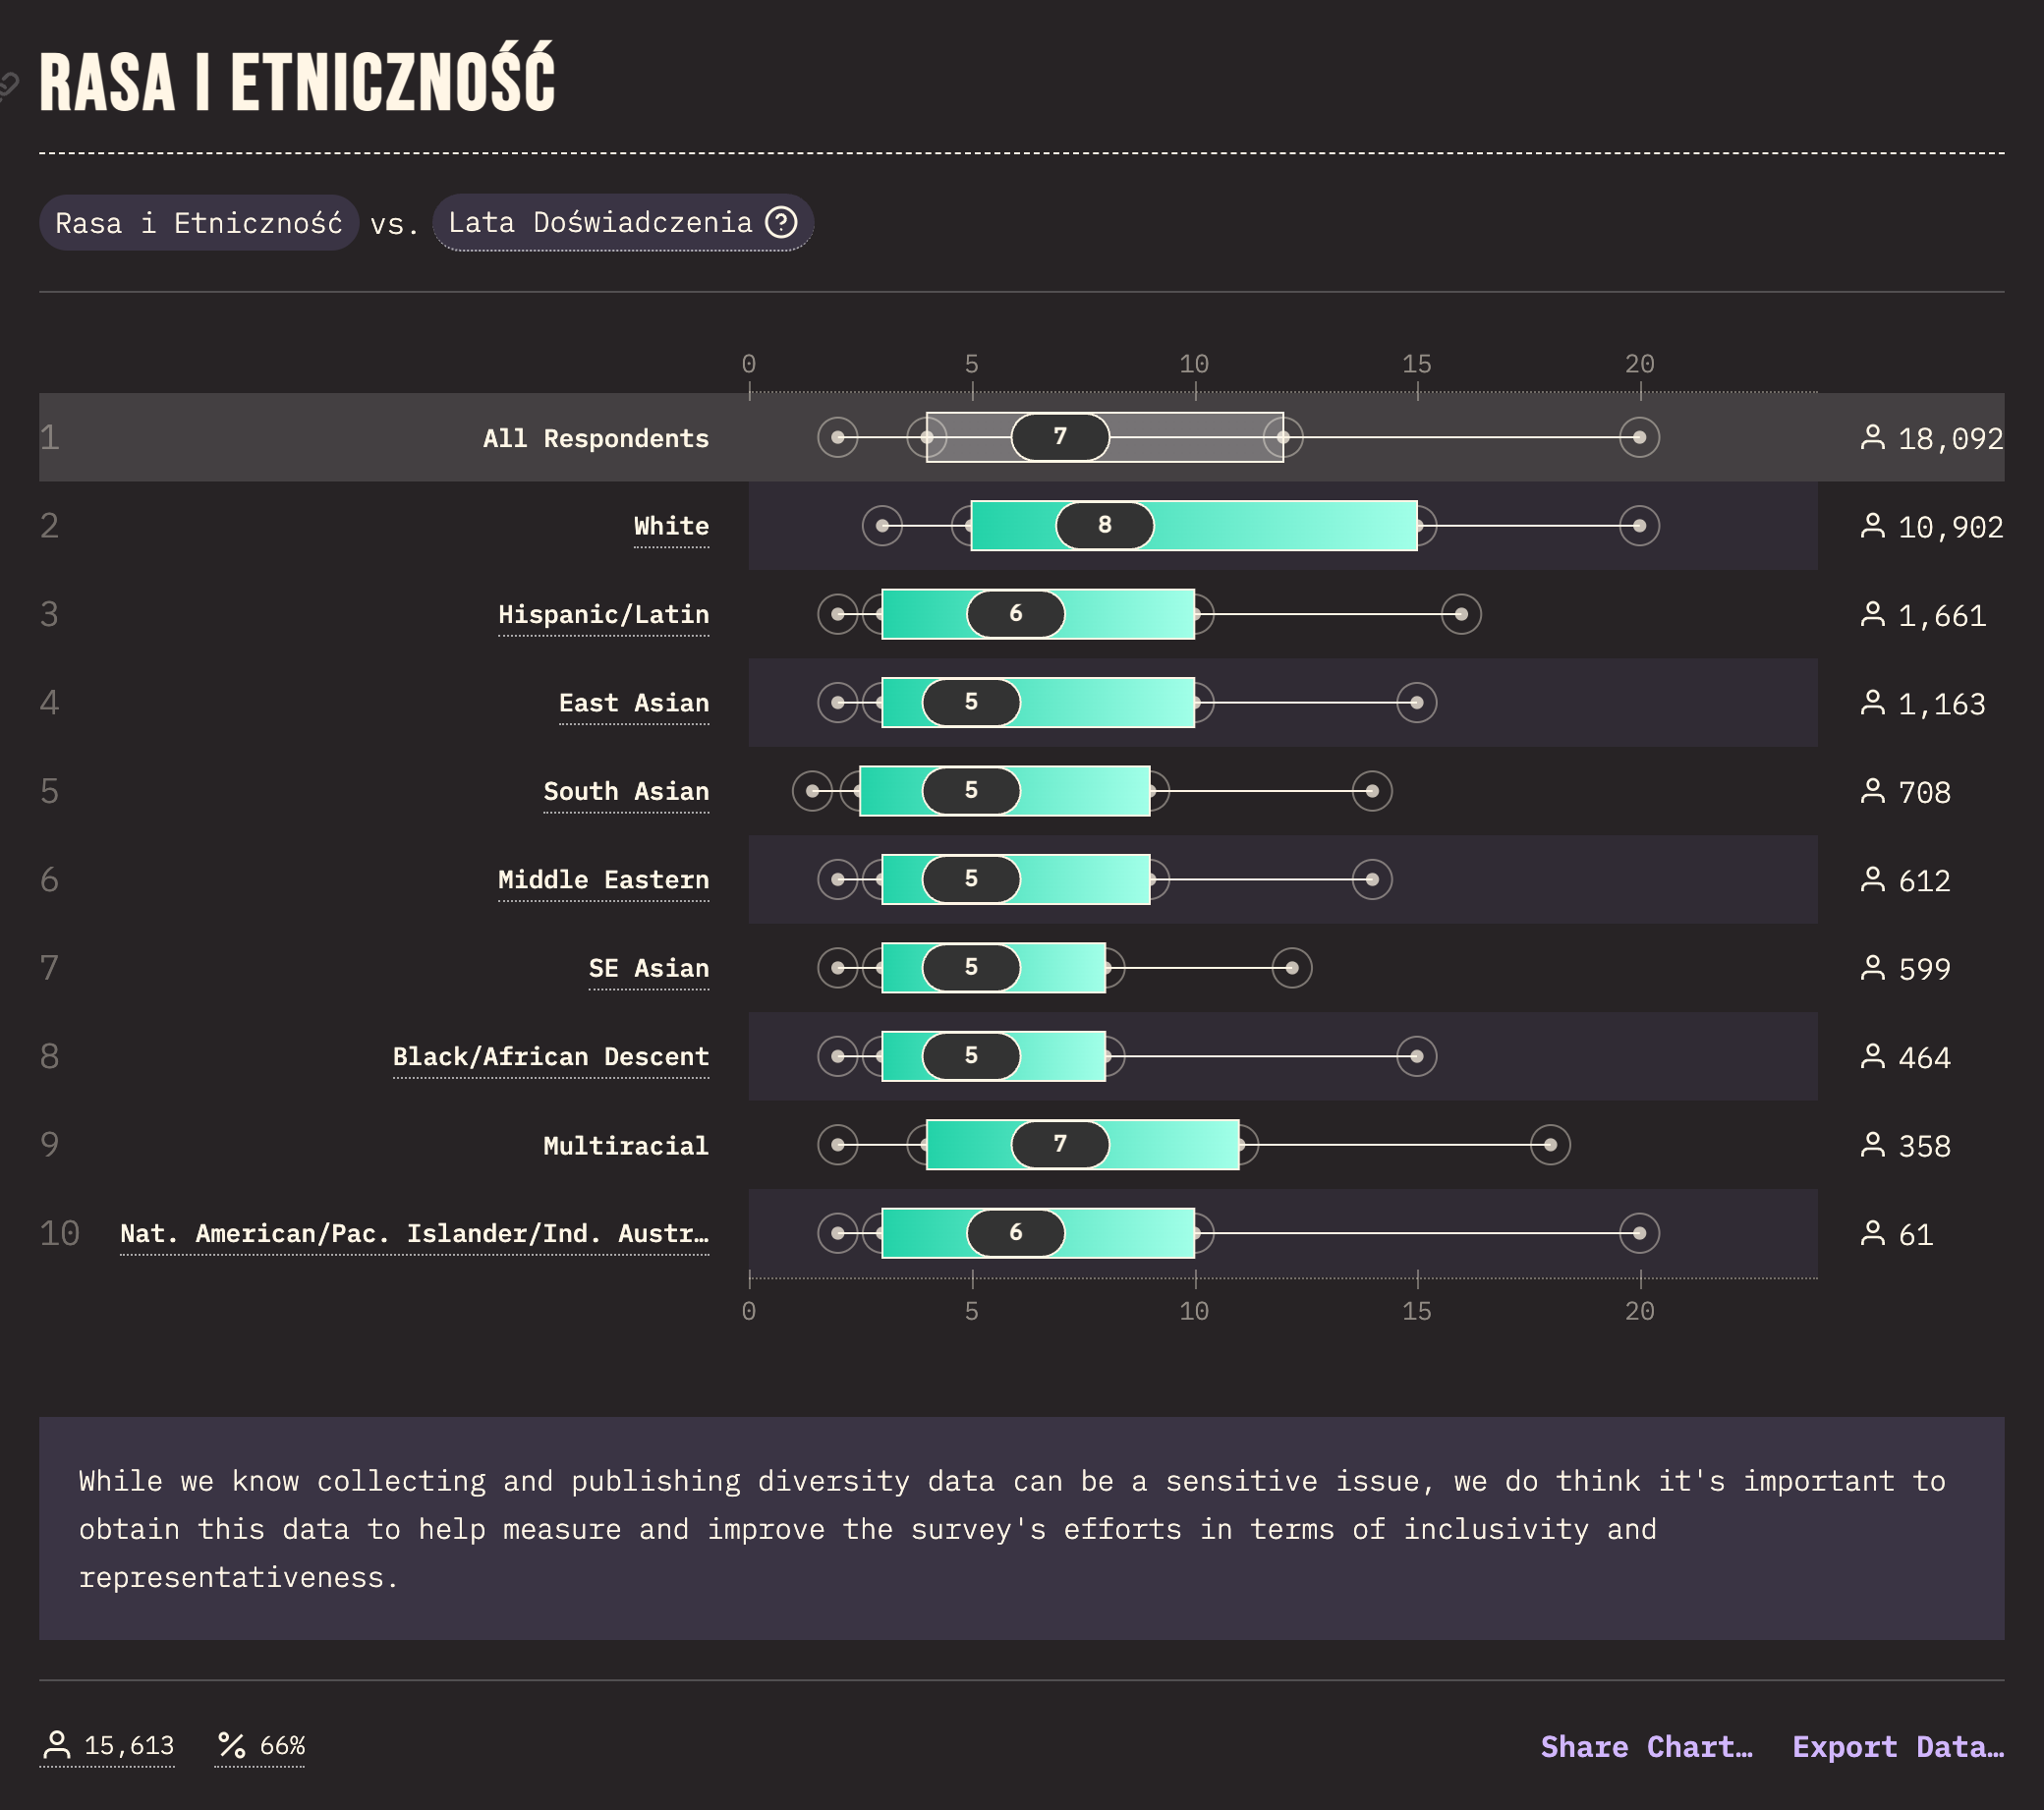 RASA I ETNICZNOŚĆ
Rasa i Etniczność vs. Lata Doświadczenia ?
0 5 10 15 20
1 All Respondents 7 18,092
2 White 8 10,902
3 Hispanic/Latin 6 1,661
4 East Asian 5 1,163
5 South Asian 5 708
6 Middle Eastern 5 612
7 SE Asian 5 599
8 Black/African Descent 5 464
9 Multiracial 7 358
10 Nat. American/Pac. Islander/Ind. Austr… 6 61
0 5 10 15 20
While we know collecting and publishing diversity data can be a sensitive issue, we do think it's important to
obtain this data to help measure and improve the survey's efforts in terms of inclusivity and
representativeness.
15,613 % 66% Share Chart… Export Data…